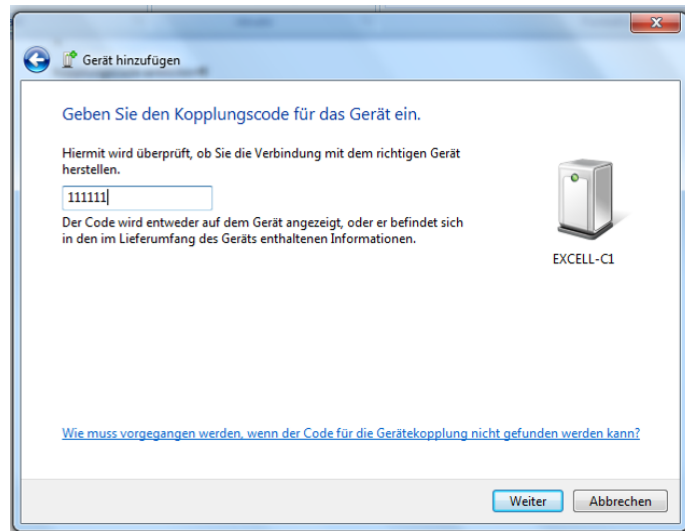 Gerät hinzufügen
Geben Sie den Kopplungscode für das Gerät ein.
Hiermit wird überprüft, ob Sie die Verbindung mit dem richtigen Gerät
herstellen.
111111
Der Code wird entweder auf dem Gerät angezeigt, oder er befindet sich
in den im Lieferumfang des Geräts enthaltenen Informationen.
EXCELL-C1
Wie muss vorgegangen werden, wenn der Code für die Gerätekopplung nicht gefunden werden kann?
Weiter
Abbrechen